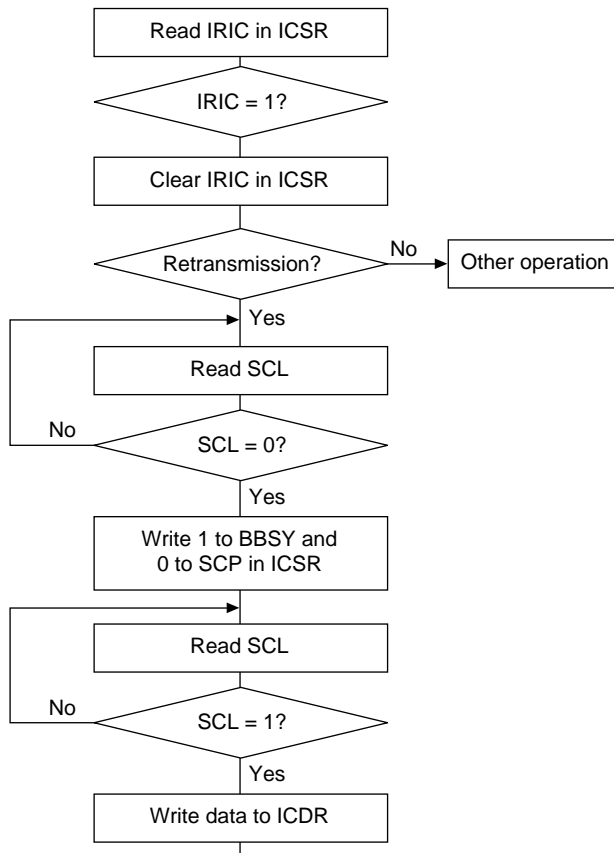 Read IRIC in ICSR
IRIC = 1?
Clear IRIC in ICSR
Retransmission?
No
Other operation
Yes
Read SCL
No
SCL = 0?
Yes
Write 1 to BBSY and
0 to SCP in ICSR
Read SCL
No
SCL = 1?
Yes
Write data to ICDR